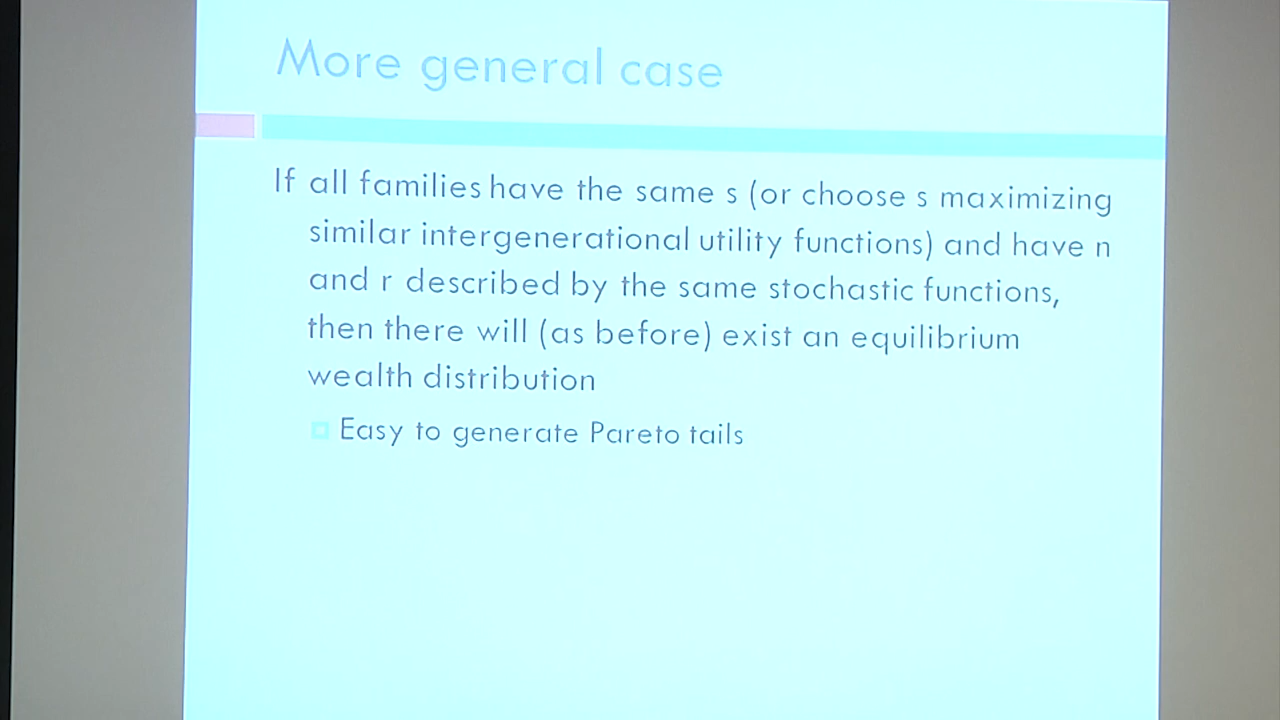 More general case
If all families have the same s (or choose s maximizing
similar intergenerational utility functions) and have n
and r described by the same stochastic functions,
then there will (as before) exist an equilibrium
wealth distribution
Easy to generate Pareto tails